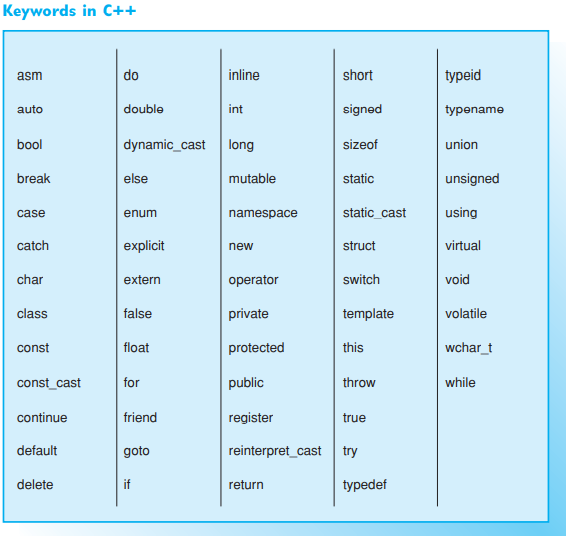 Keywords in C++
asm do inline short typeid
auto double int signed typename
bool dynamic_cast long sizeof union
break else mutable static unsigned
case enum namespace static_cast using
catch explicit new struct virtual
char extern operator switch void
class false private template volatile
const float protected this wchar_t
const_cast for public throw while
continue friend register true
default goto reinterpret_cast try
delete if return typedef